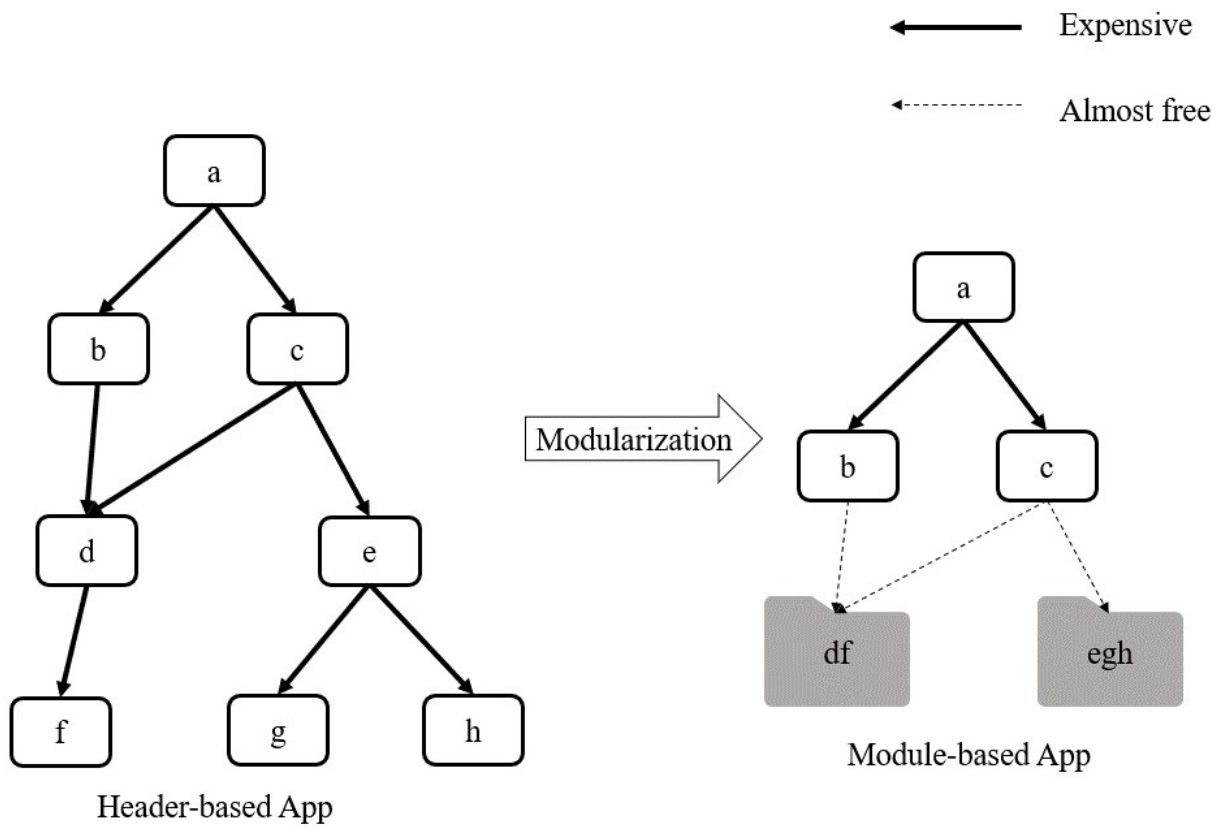 Expensive
Almost free
a
b
c
d
e
f
g
h
Header-based App
Modularization
a
b
c
df
egh
Module-based App